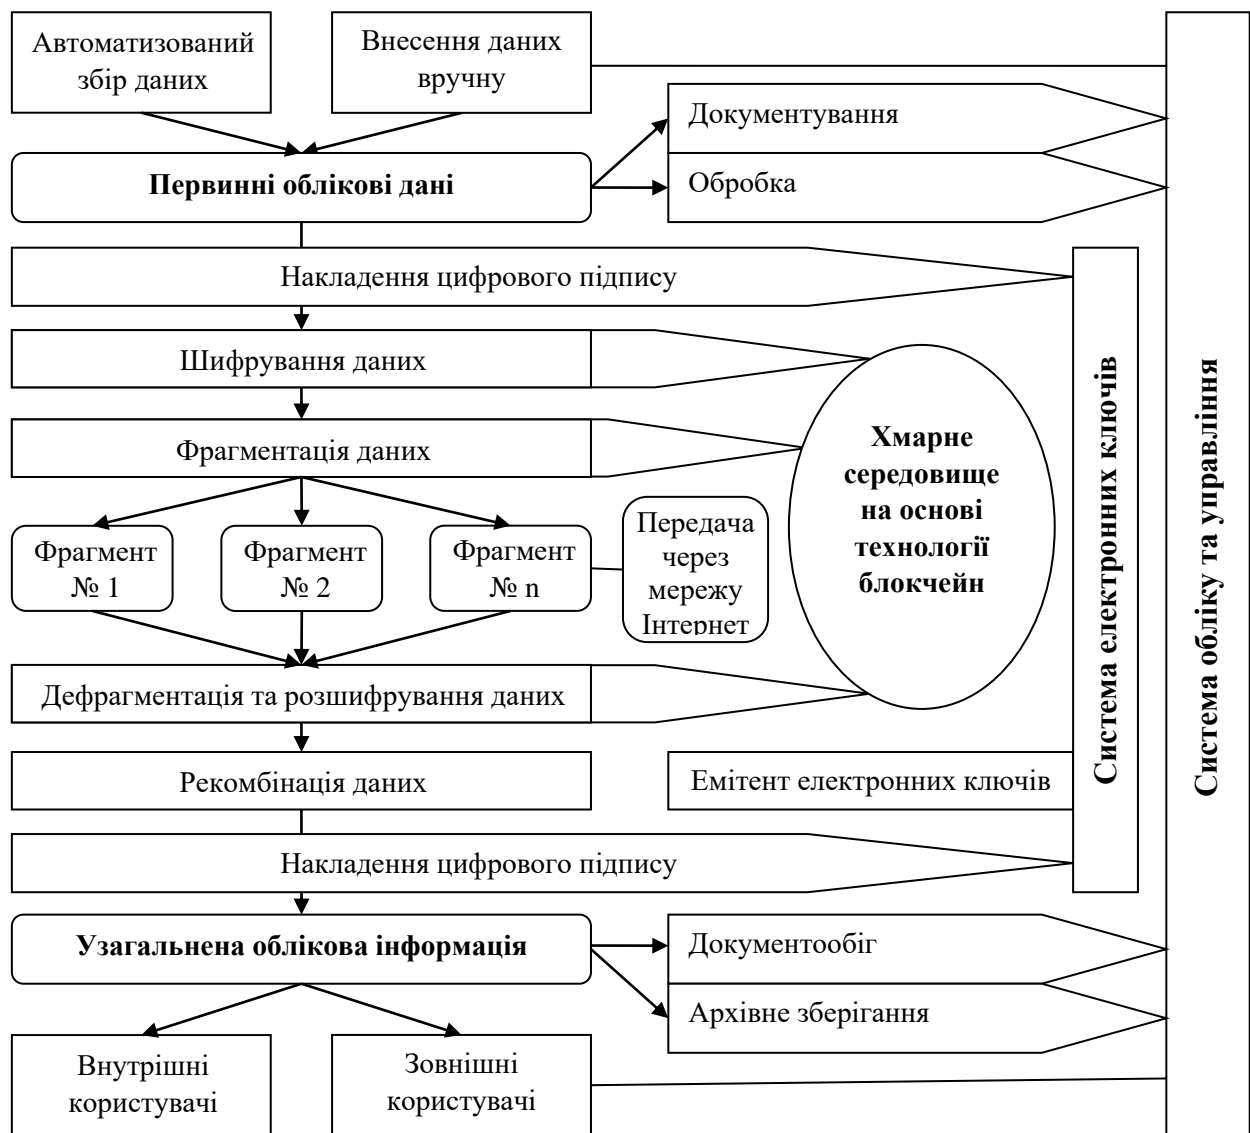 Автоматизований
збір даних
Внесення даних
вручну
Документування
Первинні облікові дані
Обробка
Накладення цифрового підпису
Шифрування даних
Фрагментація даних
Хмарне
середовище
на основі
технології
блокчейн
Фрагмент
№ 1
Фрагмент
№ 2
Фрагмент
№ n
Передача
через
мережу
Інтернет
Дефрагментація та розшифрування даних
Рекомбінація даних
Емітент електронних ключів
Система електронних ключів
Система обліку та управління
Накладення цифрового підпису
Узагальнена облікова інформація
Документообіг
Архівне зберігання
Внутрішні
користувачі
Зовнішні
користувачі